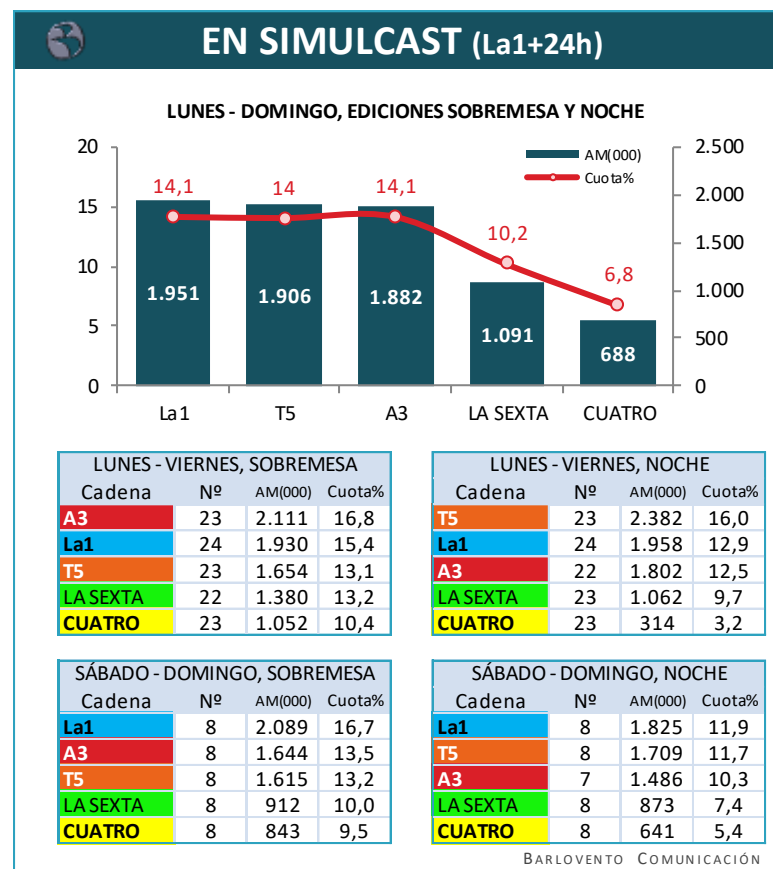 EN SIMULCAST (La1+24h)
LUNES - DOMINGO, EDICIONES SOBREMESA Y NOCHE
20 2.500
AM(000)
Cuota%
14,1 14 14,1
15 2.000
10,2 1.500
10 6,8
1.951 1.906 1.882 1.000
5 1.091 500
688
0 0
La1 T5 A3 LA SEXTA CUATRO
LUNES - VIERNES, SOBREMESA
Cadena Nº AM(000) Cuota%
A3 23 2.111 16,8
La1 24 1.930 15,4
T5 23 1.654 13,1
LA SEXTA 22 1.380 13,2
CUATRO 23 1.052 10,4
LUNES - VIERNES, NOCHE
Cadena Nº AM(000) Cuota%
T5 23 2.382 16,0
La1 24 1.958 12,9
A3 22 1.802 12,5
LA SEXTA 23 1.062 9,7
CUATRO 23 314 3,2
SÁBADO - DOMINGO, SOBREMESA
Cadena Nº AM(000) Cuota%
La1 8 2.089 16,7
A3 8 1.644 13,5
T5 8 1.615 13,2
LA SEXTA 8 912 10,0
CUATRO 8 843 9,5
SÁBADO - DOMINGO, NOCHE
Cadena Nº AM(000) Cuota%
La1 8 1.825 11,9
T5 8 1.709 11,7
A3 7 1.486 10,3
LA SEXTA 8 873 7,4
CUATRO 8 641 5,4
BARLOVENTO COMUNICACIÓN